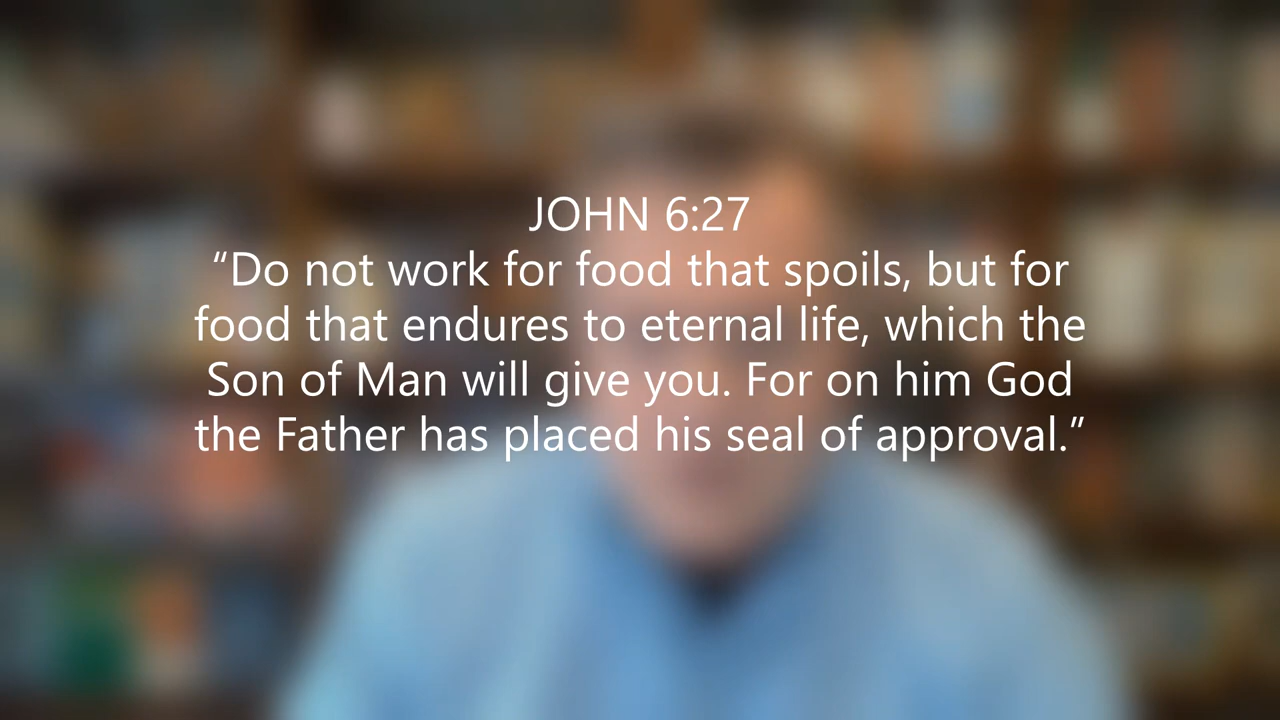 JOHN 6:27
“Do not work for food that spoils, but for
food that endures to eternal life, which the
Son of Man will give you. For on him God
the Father has placed his seal of approval.”